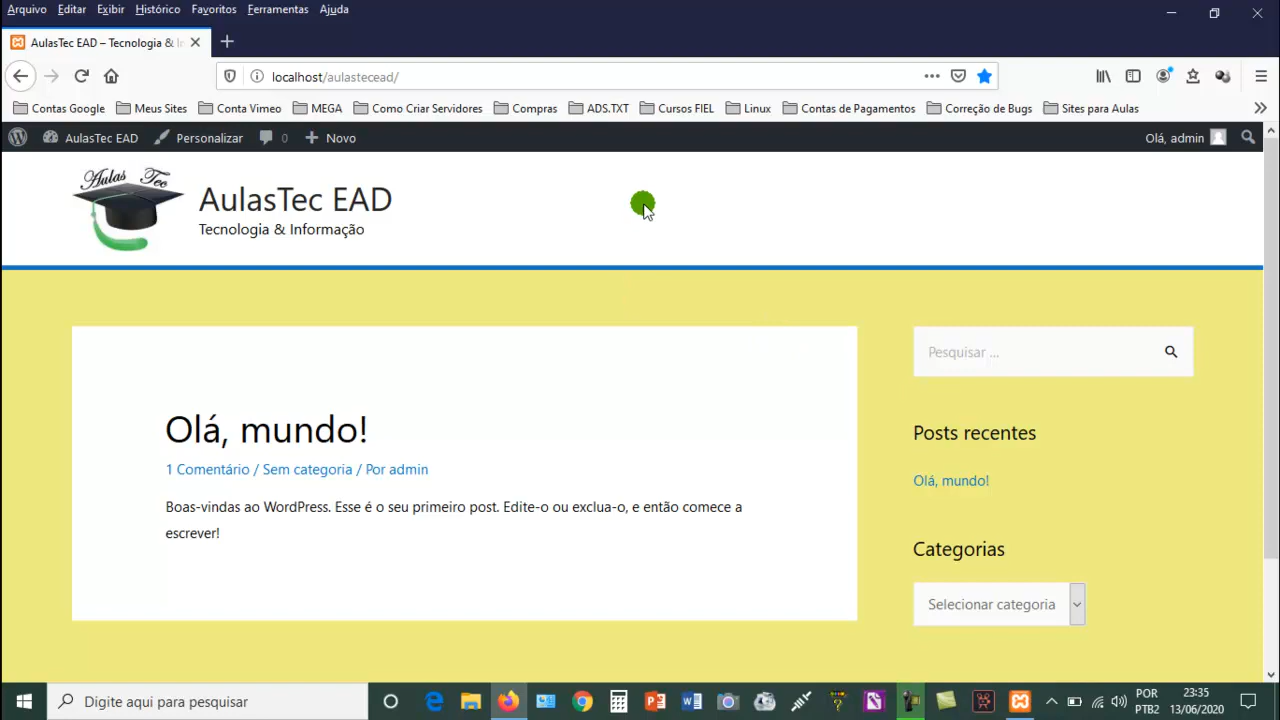 Arquivo Editar Exibir Histórico Favoritos Ferramentas Ajuda
AulasTec EAD – Tecnologia & In
localhost/aulastecead/
Contas Google Meus Sites Conta Vimeo MEGA Como Criar Servidores Compras ADS.TXT Cursos FIEL Linux Contas de Pagamentos Correção de Bugs Sites para Aulas
AulasTec EAD Personalizar 0 Novo Olá, admin
Aulas Tec
AulasTec EAD
Tecnologia & Informação
Pesquisar ...
Olá, mundo!
1 Comentário / Sem categoria / Por admin
Boas-vindas ao WordPress. Esse é o seu primeiro post. Edite-o ou exclua-o, e então comece a
escrever!
Posts recentes
Olá, mundo!
Categorias
Selecionar categoria
Digite aqui para pesquisar
POR
PTB2
23:35
13/06/2020